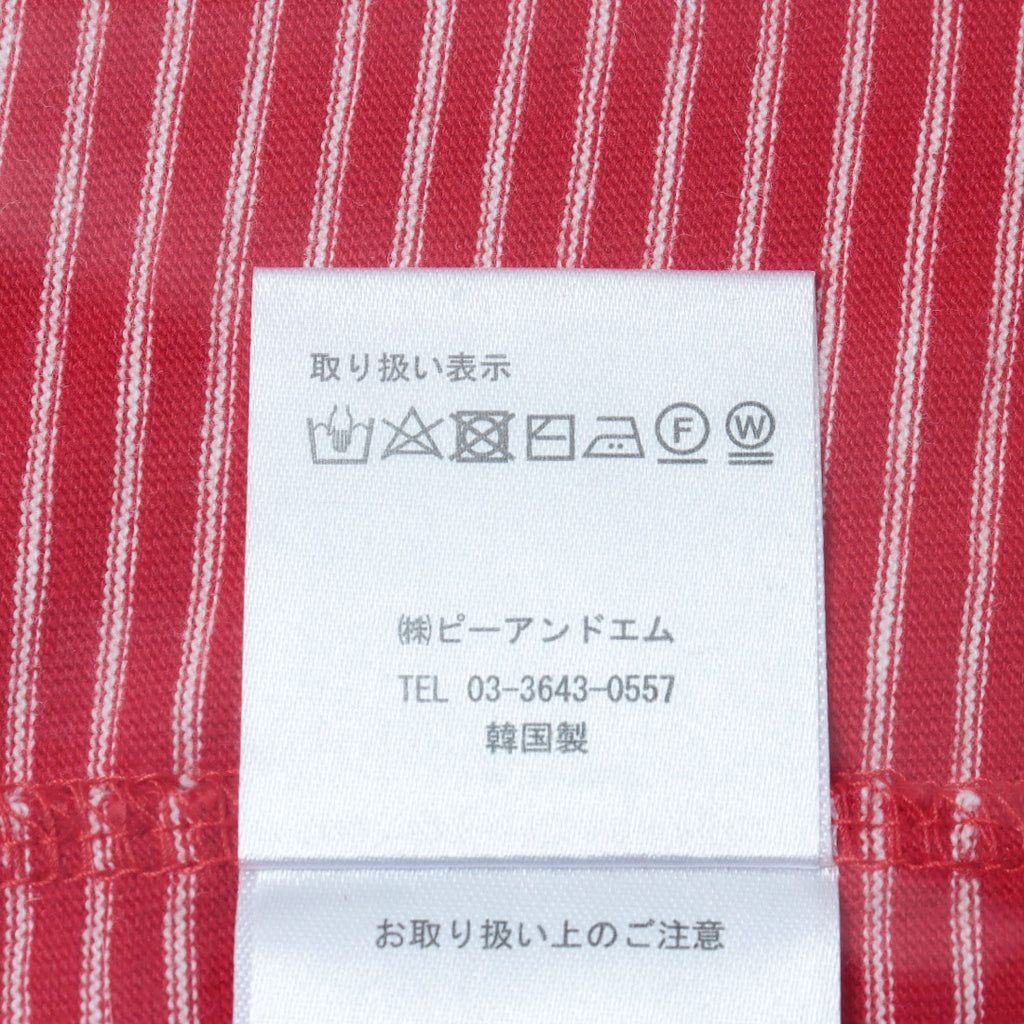 取り扱い表示
F W
㈱ピーアンドエム
TEL 03-3643-0557
韓国製
お取り扱い上のご注意